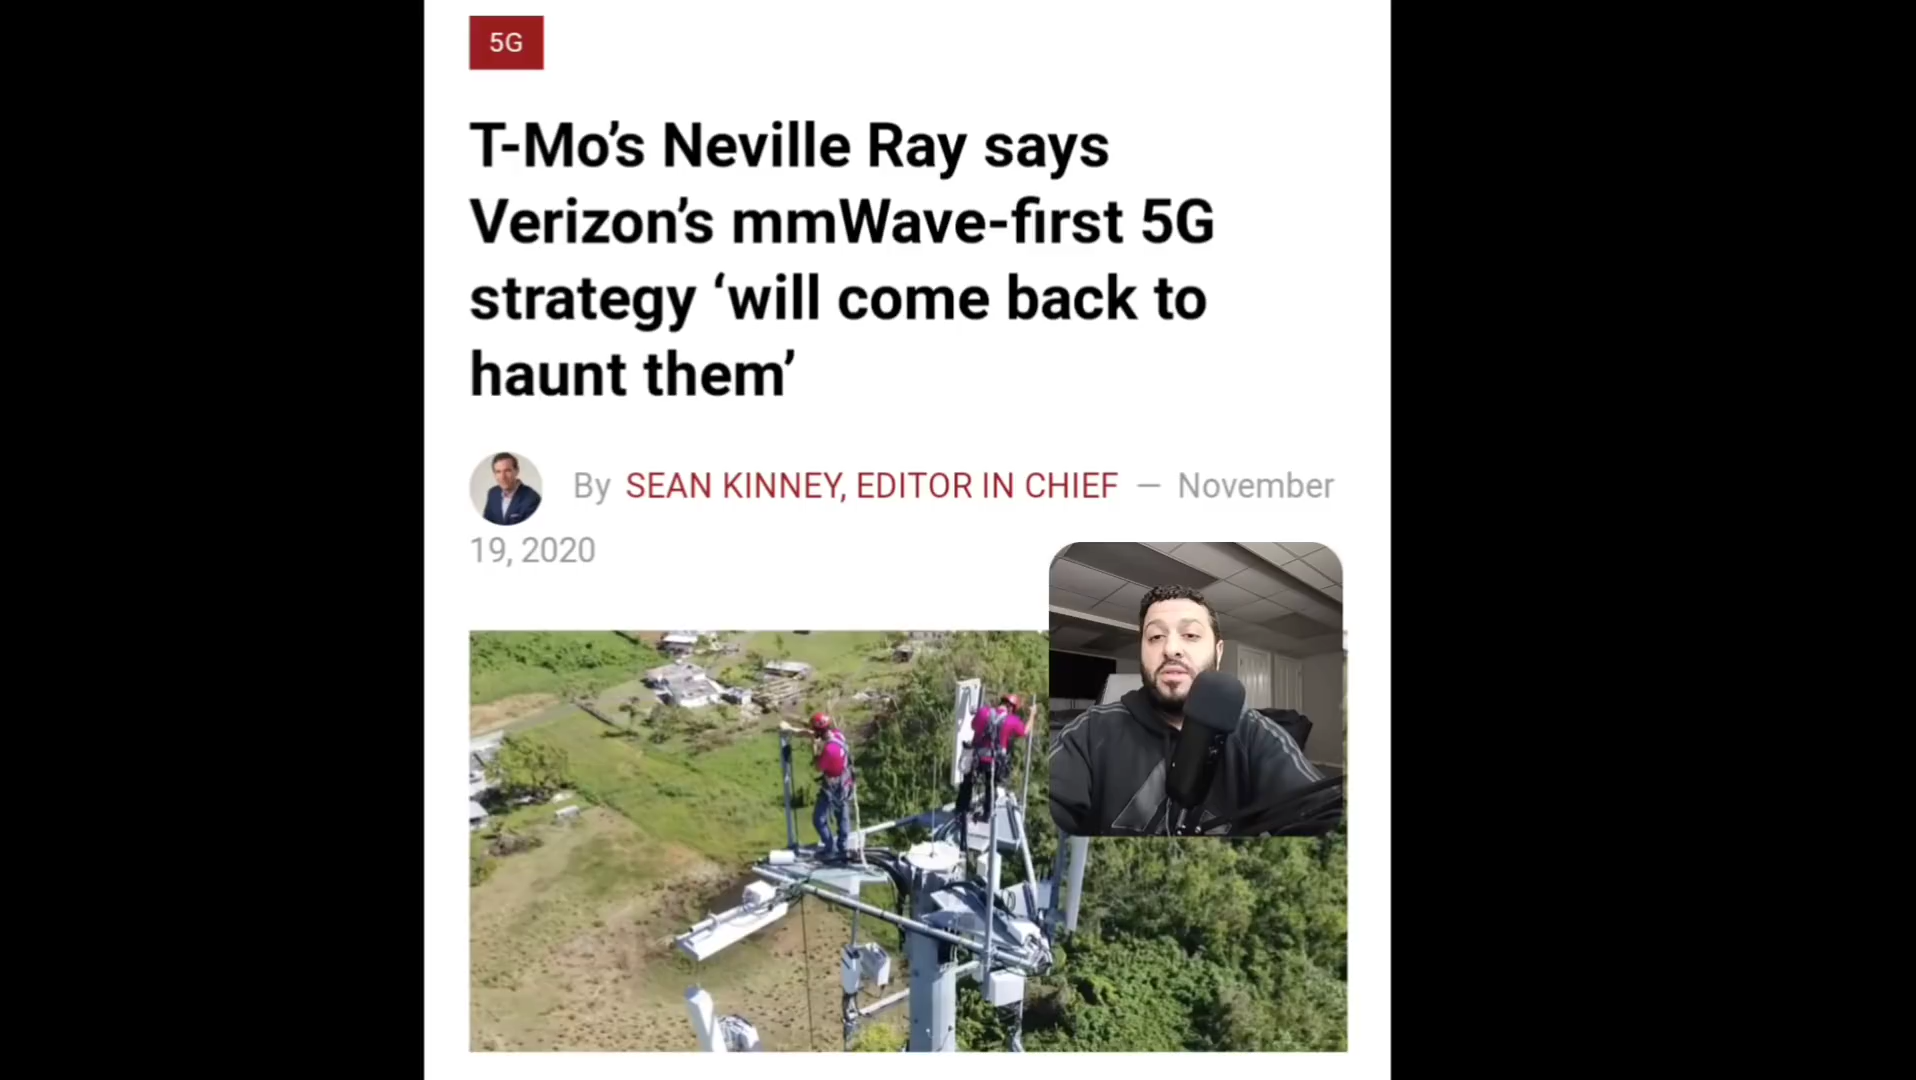 5G
T-Mo’s Neville Ray says
Verizon’s mmWave-first 5G
strategy ‘will come back to
haunt them’
By SEAN KINNEY, EDITOR IN CHIEF — November
19, 2020